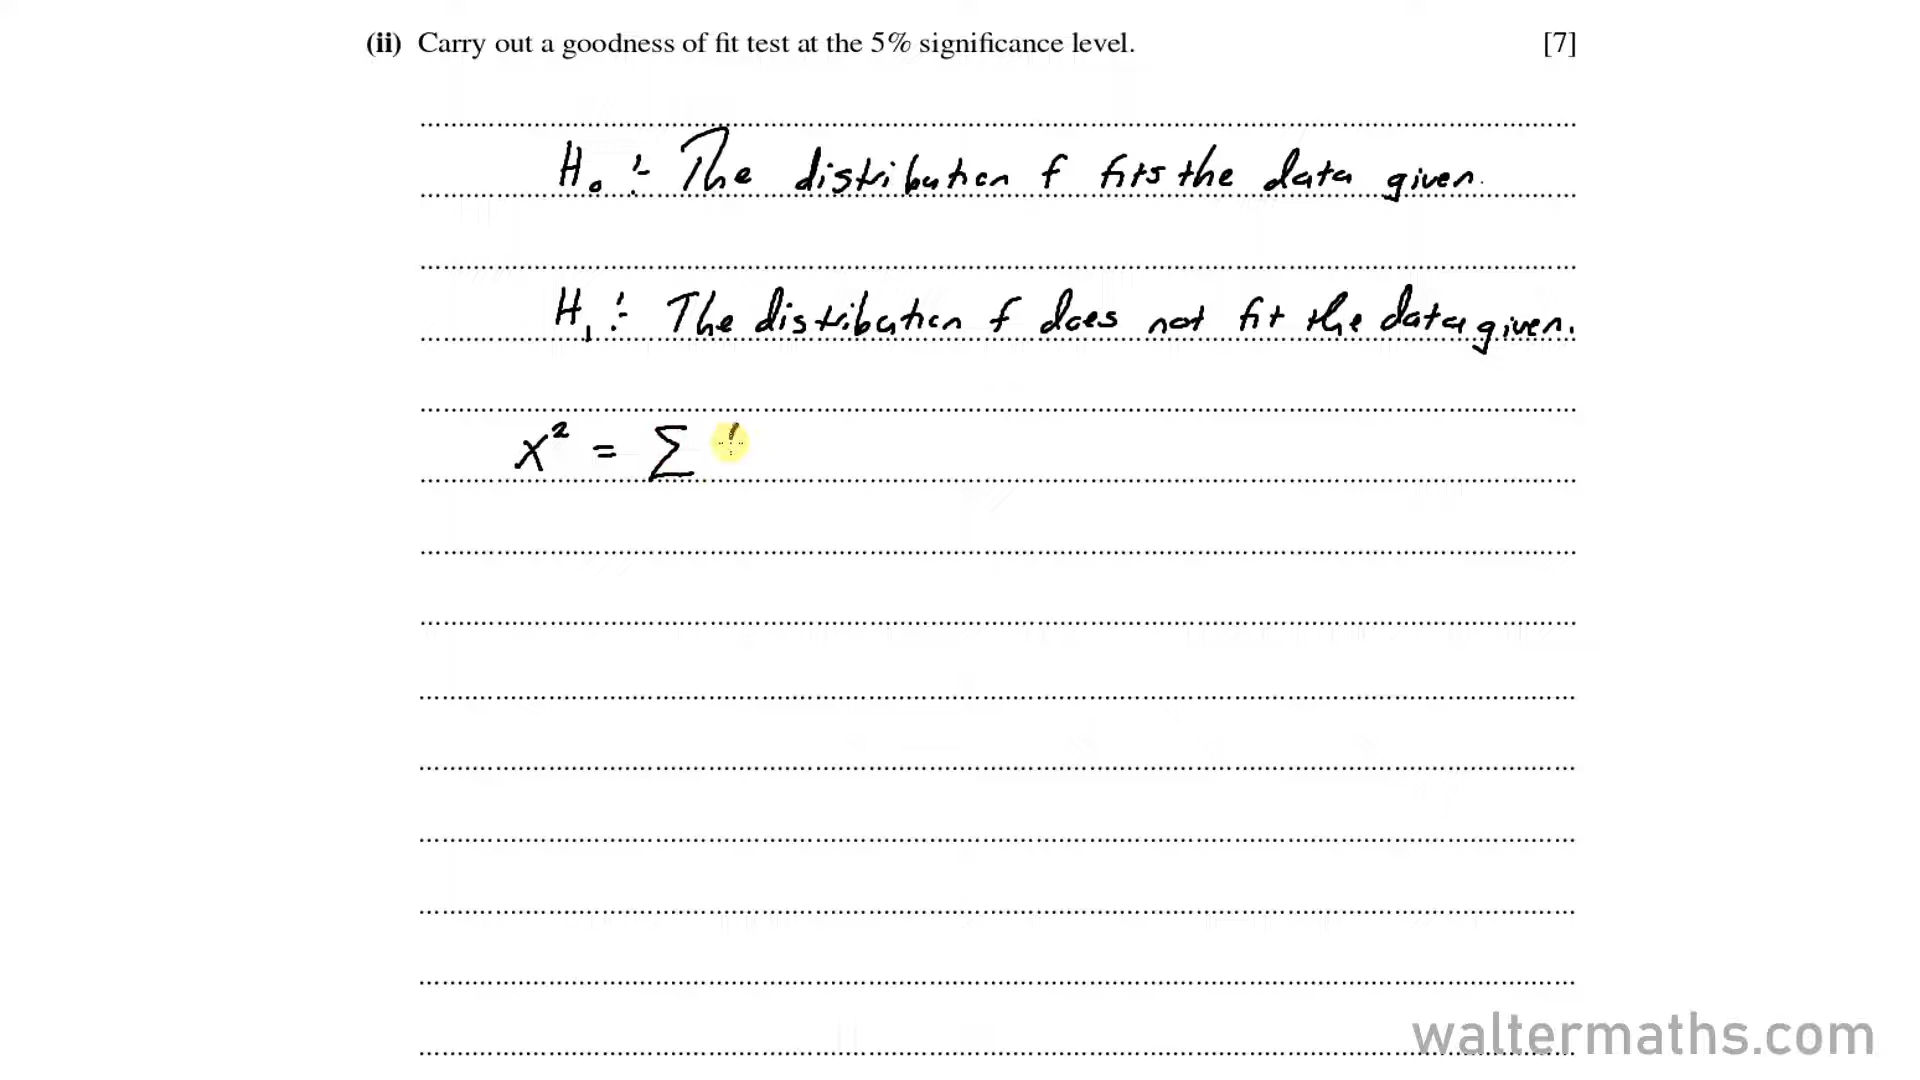 (ii) Carry out a goodness of fit test at the 5% significance level. [7]
H₀ :- The distribution f fits the data given.
H₁ :- The distribution f does not fit the data given.
X² = Σ
waltermaths.com